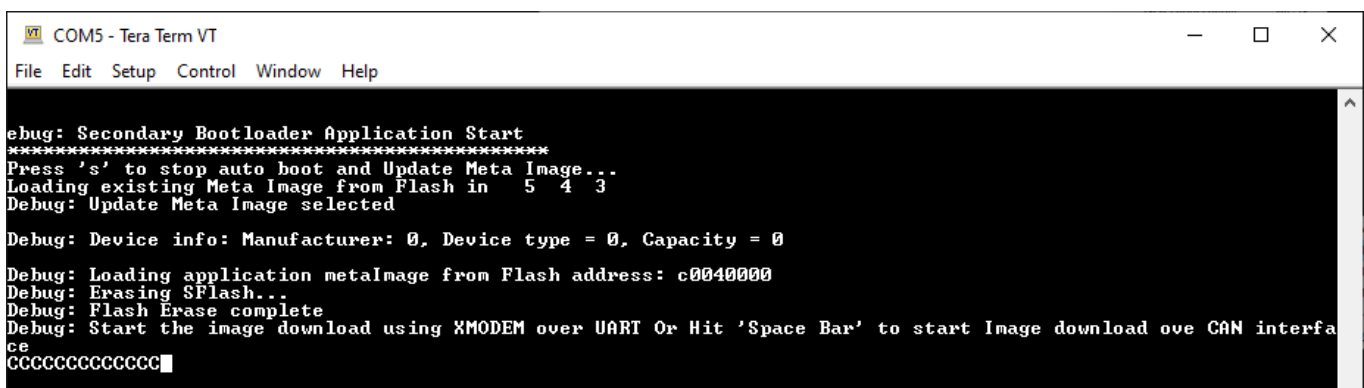 COM5 - Tera Term VT
File Edit Setup Control Window Help
ebug: Secondary Bootloader Application Start
**************************************************
Press 's' to stop auto boot and Update Meta Image...
Loading existing Meta Image from Flash in   5  4  3
Debug: Update Meta Image selected
Debug: Device info: Manufacturer: 0, Device type = 0, Capacity = 0
Debug: Loading application metaImage from Flash address: c0040000
Debug: Erasing SFlash...
Debug: Flash Erase complete
Debug: Start the image download using XMODEM over UART Or Hit 'Space Bar' to start Image download ove CAN interfa
ce
CCCCCCCCCCCCC